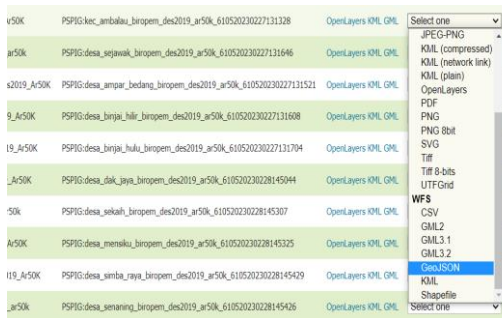 ar50K PSPIG:kec_ambalau_biropem_des2019_ar50k_610520230227131328 OpenLayers KML GML Select one
ar50k PSPIG:desa_sejawak_biropem_des2019_ar50k_610520230227131646 OpenLayers KML GML
s2019_Ar50K PSPIG:desa_ampar_bedang_biropem_des2019_ar50k_610520230227131521 OpenLayers KML GML
9_Ar50K PSPIG:desa_binjai_hilir_biropem_des2019_ar50k_610520230227131608 OpenLayers KML GML
19_Ar50K PSPIG:desa_binjai_hulu_biropem_des2019_ar50k_610520230227131704 OpenLayers KML GML
_Ar50K PSPIG:desa_dak_jaya_biropem_des2019_ar50k_610520230228145044 OpenLayers KML GML
r50k PSPIG:desa_sekaih_biropem_des2019_ar50k_610520230228145307 OpenLayers KML GML
Ar50K PSPIG:desa_mensiku_biropem_des2019_ar50k_610520230228145325 OpenLayers KML GML
019_Ar50K PSPIG:desa_simba_raya_biropem_des2019_ar50k_610520230228145429 OpenLayers KML GML
_ar50k PSPIG:desa_senaning_biropem_des2019_ar50k_610520230228145426 OpenLayers KML GML Select one
JPEG-PNG
KML (compressed)
KML (network link)
KML (plain)
OpenLayers
PDF
PNG
PNG 8bit
SVG
Tiff
Tiff 8-bits
UTFGrid
WFS
CSV
GML2
GML3.1
GML3.2
GeoJSON
KML
Shapefile